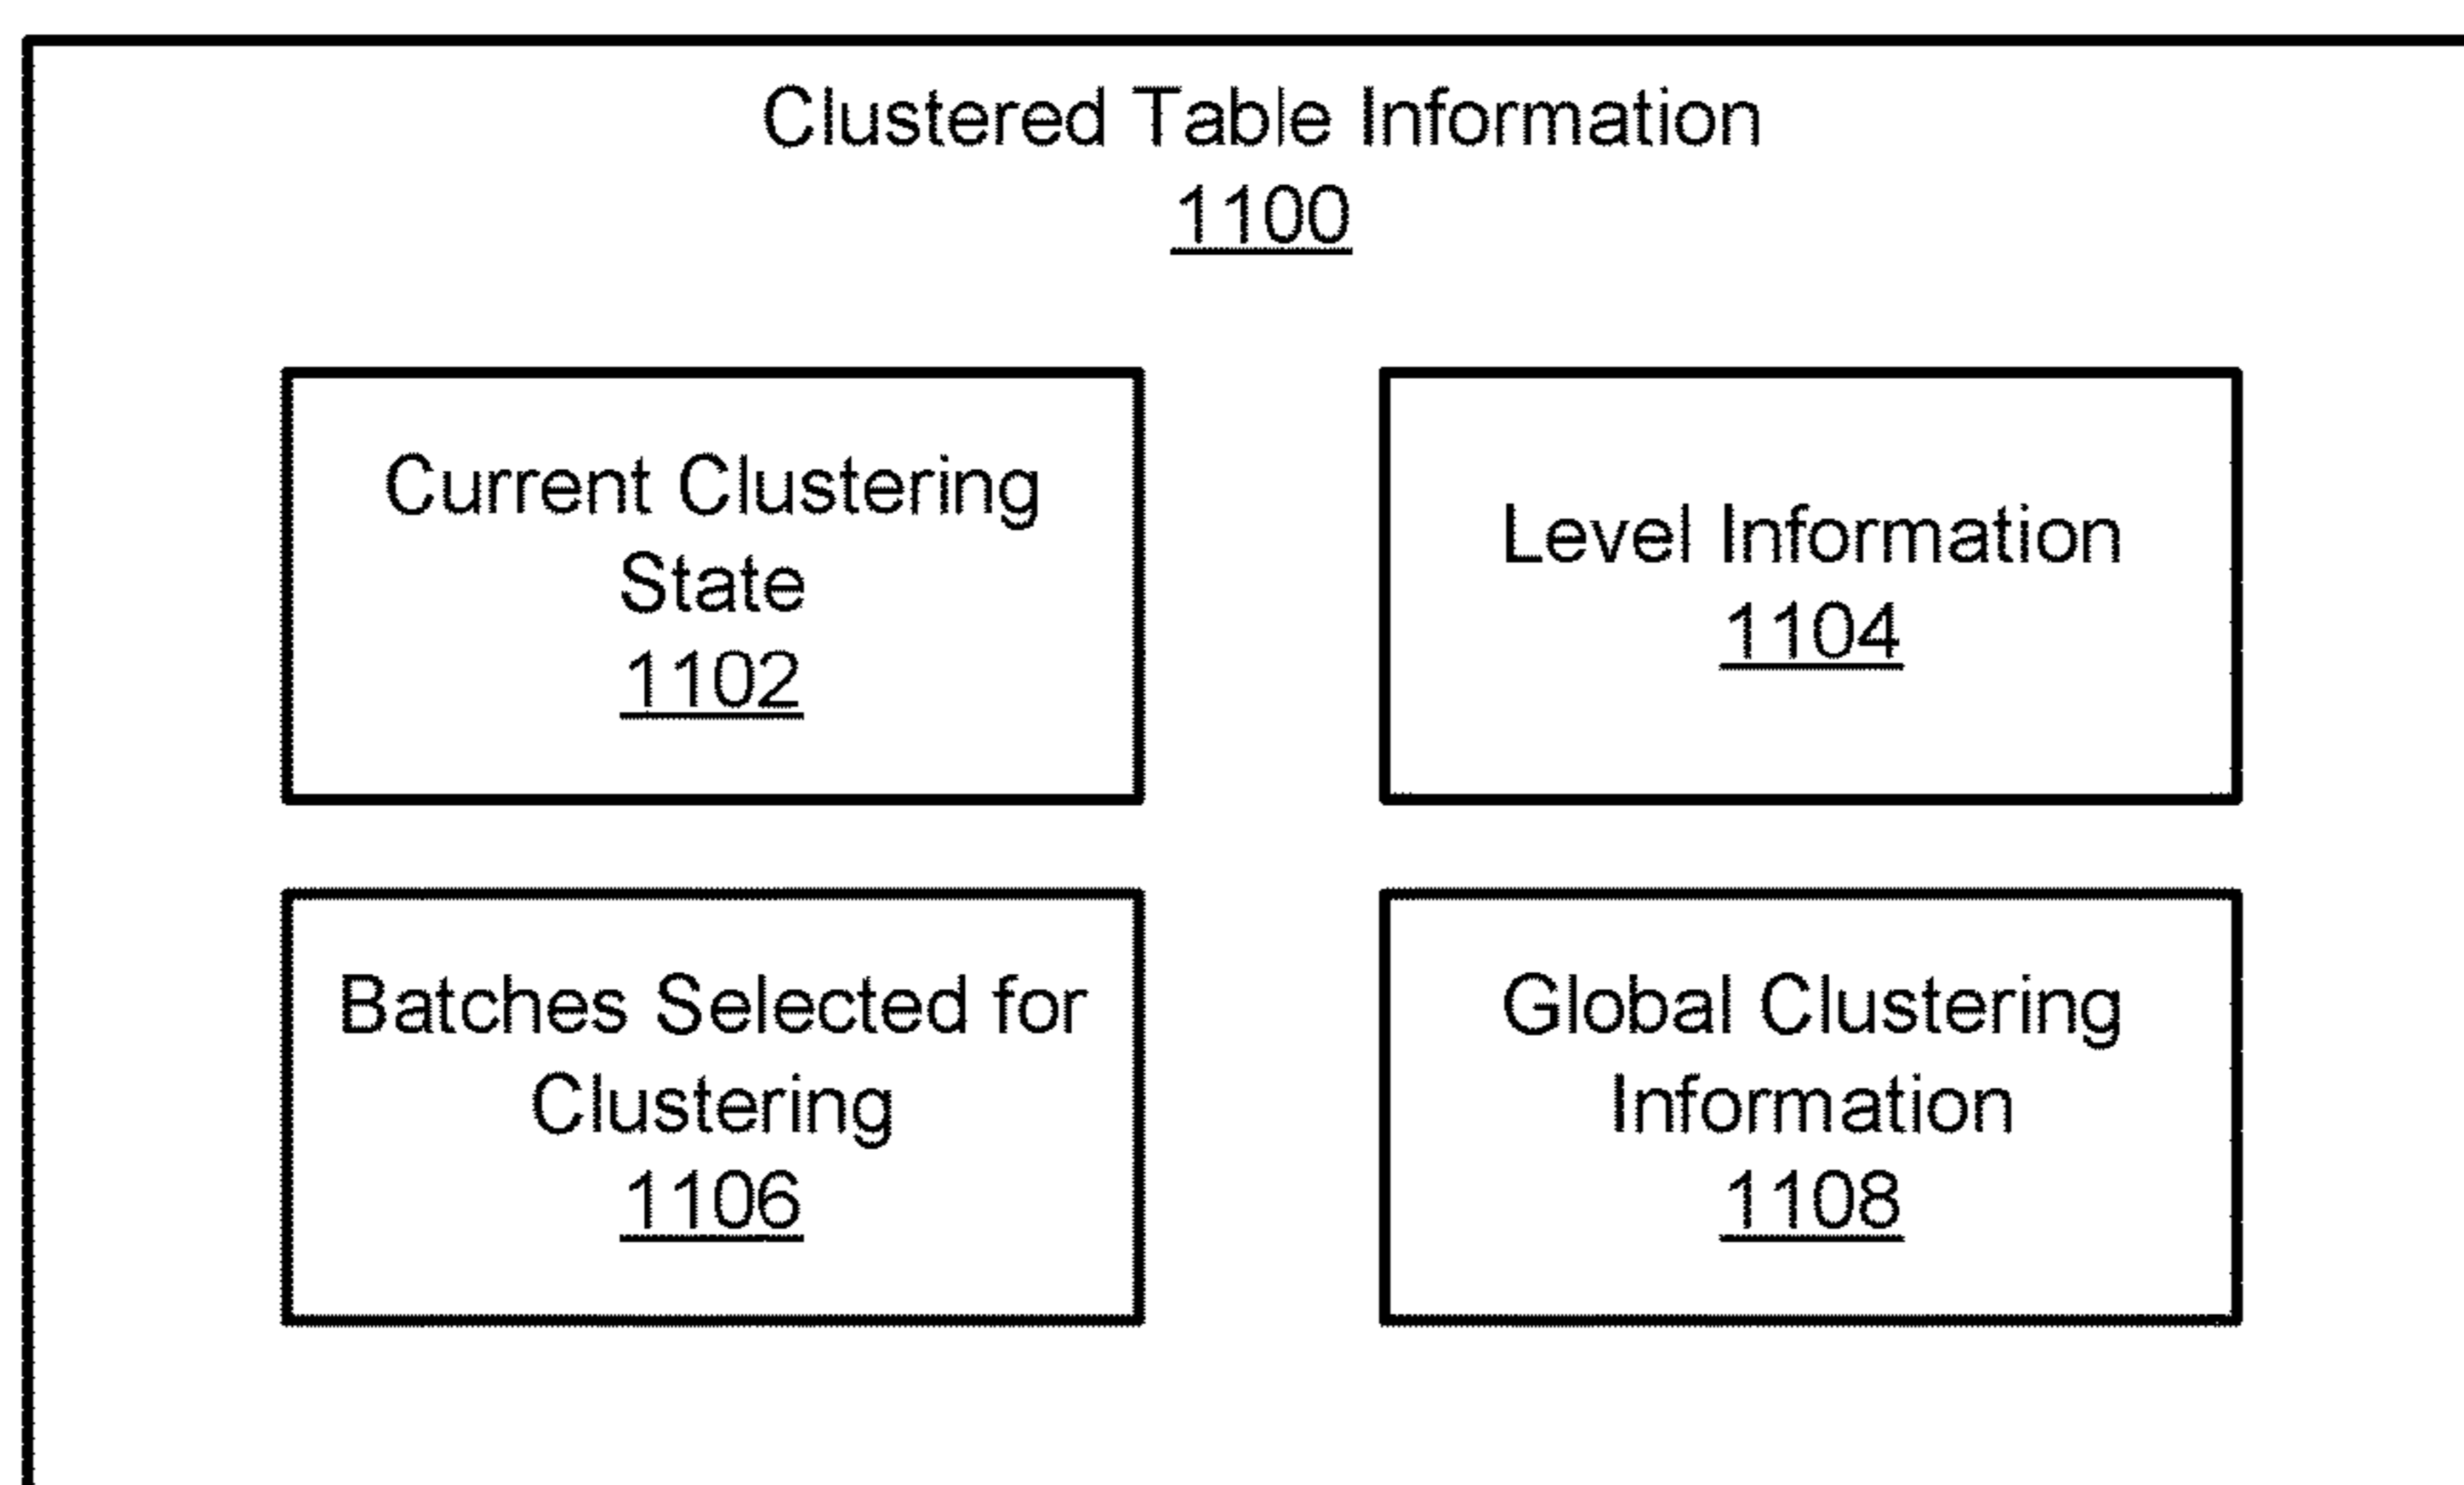 Clustered Table Information
1100
Current Clustering
State
1102
Level Information
1104
Batches Selected for
Clustering
1106
Global Clustering
Information
1108